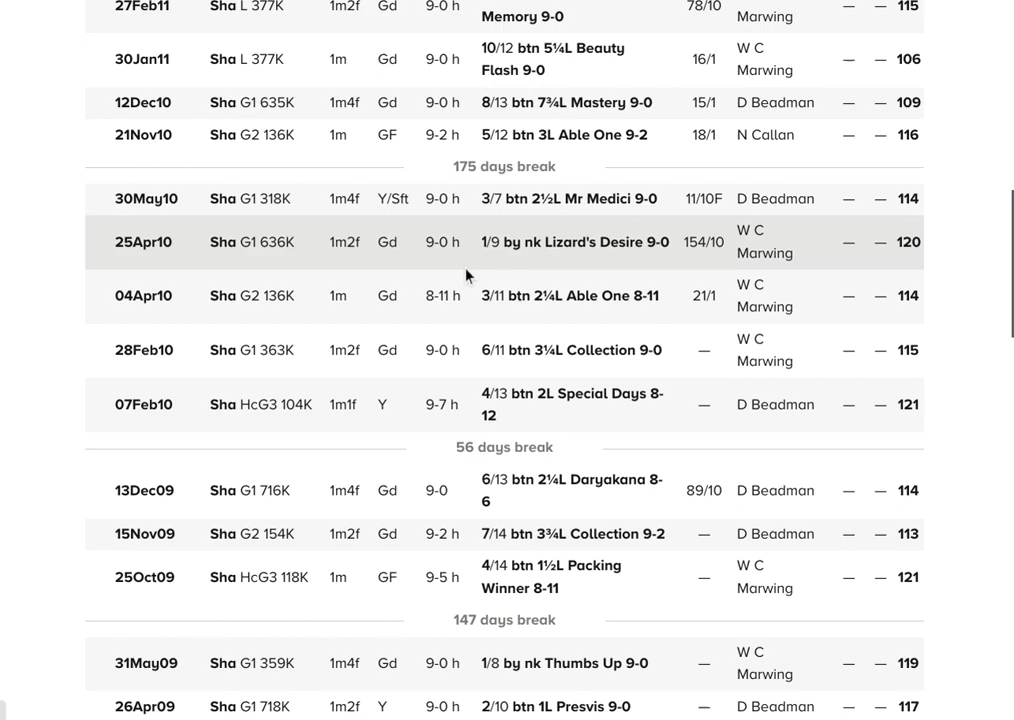 27Feb11 Sha L 377K 1m2f Gd 9-0 h Memory 9-0 78/10 Marwing — — 115
30Jan11 Sha L 377K 1m Gd 9-0 h 10/12 btn 5¼L Beauty Flash 9-0 16/1 W C Marwing — — 106
12Dec10 Sha G1 635K 1m4f Gd 9-0 h 8/13 btn 7¾L Mastery 9-0 15/1 D Beadman — — 109
21Nov10 Sha G2 136K 1m GF 9-2 h 5/12 btn 3L Able One 9-2 18/1 N Callan — — 116
175 days break
30May10 Sha G1 318K 1m4f Y/Sft 9-0 h 3/7 btn 2½L Mr Medici 9-0 11/10F D Beadman — — 114
25Apr10 Sha G1 636K 1m2f Gd 9-0 h 1/9 by nk Lizard's Desire 9-0 154/10 W C Marwing — — 120
04Apr10 Sha G2 136K 1m Gd 8-11 h 3/11 btn 2¼L Able One 8-11 21/1 W C Marwing — — 114
28Feb10 Sha G1 363K 1m2f Gd 9-0 h 6/11 btn 3¼L Collection 9-0 — W C Marwing — — 115
07Feb10 Sha HcG3 104K 1m1f Y 9-7 h 4/13 btn 2L Special Days 8-12 — D Beadman — — 121
56 days break
13Dec09 Sha G1 716K 1m4f Gd 9-0 6/13 btn 2¼L Daryakana 8-6 89/10 D Beadman — — 114
15Nov09 Sha G2 154K 1m2f Gd 9-2 h 7/14 btn 3¾L Collection 9-2 — D Beadman — — 113
25Oct09 Sha HcG3 118K 1m GF 9-5 h 4/14 btn 1½L Packing Winner 8-11 — W C Marwing — — 121
147 days break
31May09 Sha G1 359K 1m4f Gd 9-0 h 1/8 by nk Thumbs Up 9-0 — W C Marwing — — 119
26Apr09 Sha G1 718K 1m2f Y 9-0 h 2/10 btn 1L Presvis 9-0 — D Beadman — — 117